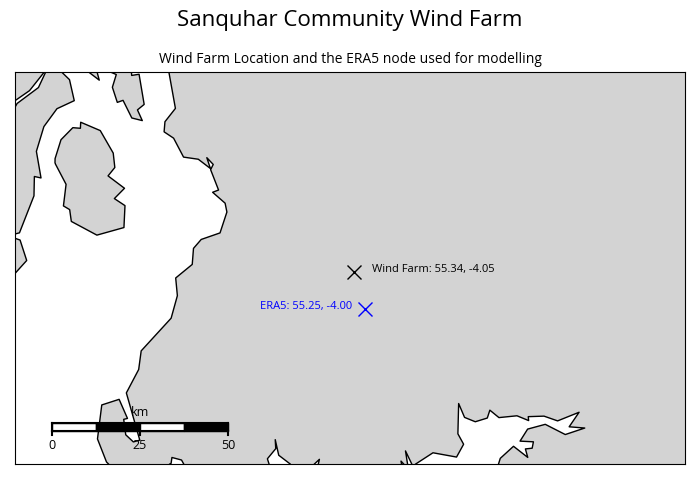 Sanquhar Community Wind Farm
Wind Farm Location and the ERA5 node used for modelling
Wind Farm: 55.34, -4.05
ERA5: 55.25, -4.00
km
0 25 50